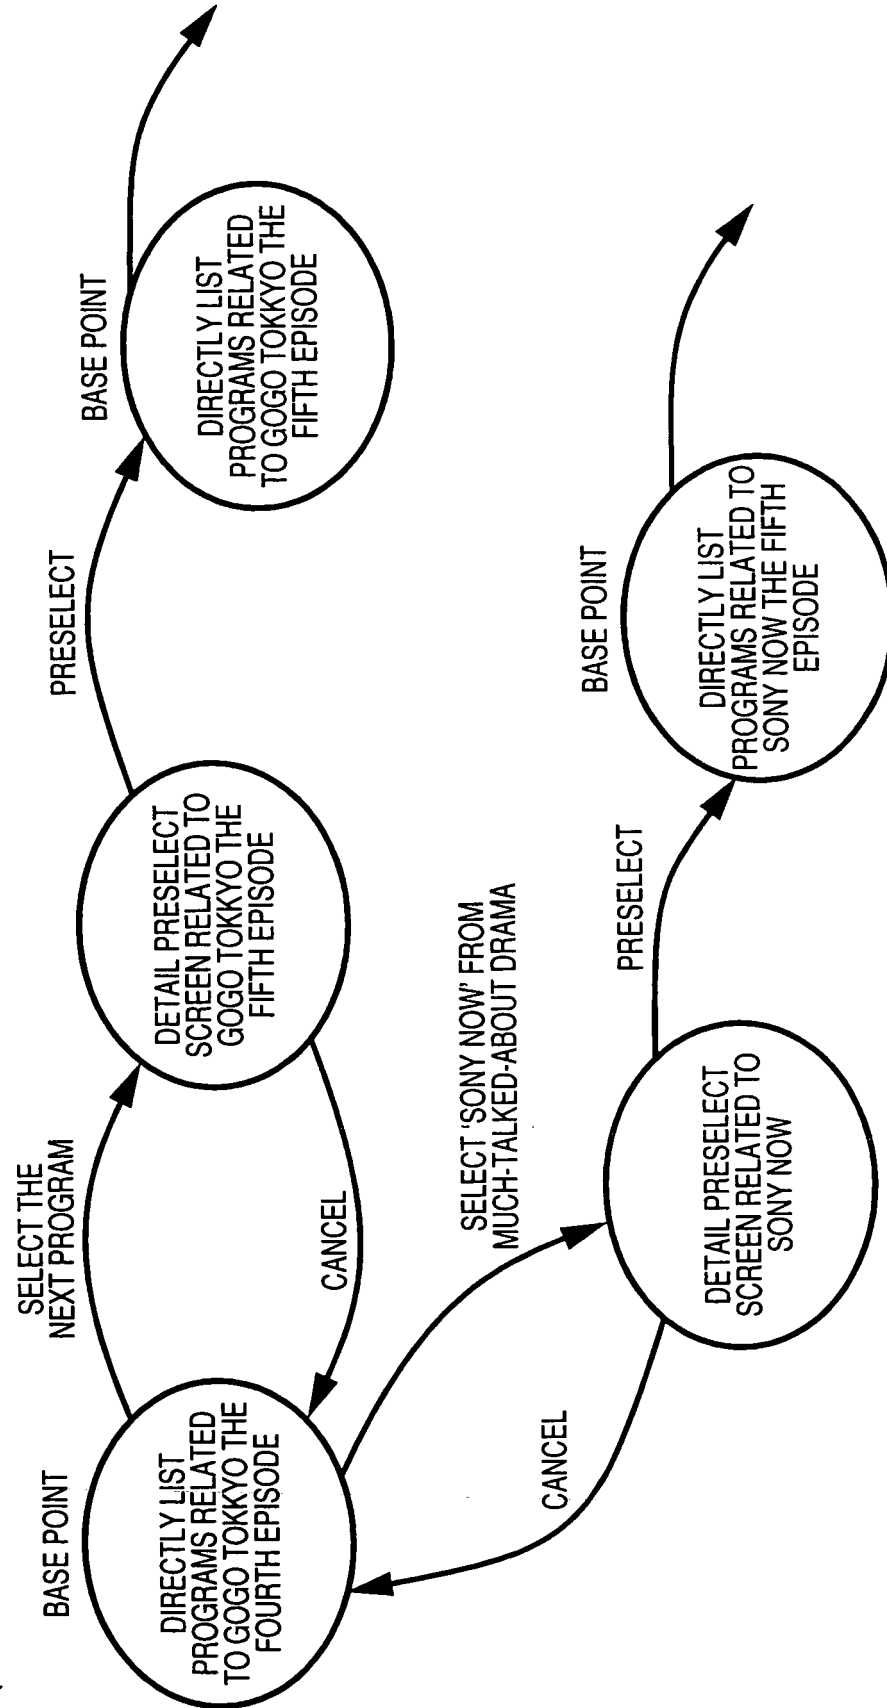 BASE POINT
DIRECTLY LIST
PROGRAMS RELATED
TO GOGO TOKKYO THE
FOURTH EPISODE
SELECT THE
NEXT PROGRAM
CANCEL
DETAIL PRESELECT
SCREEN RELATED TO
GOGO TOKKYO THE
FIFTH EPISODE
PRESELECT
BASE POINT
DIRECTLY LIST
PROGRAMS RELATED
TO GOGO TOKKYO THE
FIFTH EPISODE
SELECT 'SONY NOW' FROM
MUCH-TALKED-ABOUT DRAMA
CANCEL
DETAIL PRESELECT
SCREEN RELATED TO
SONY NOW
PRESELECT
BASE POINT
DIRECTLY LIST
PROGRAMS RELATED TO
SONY NOW THE FIFTH
EPISODE